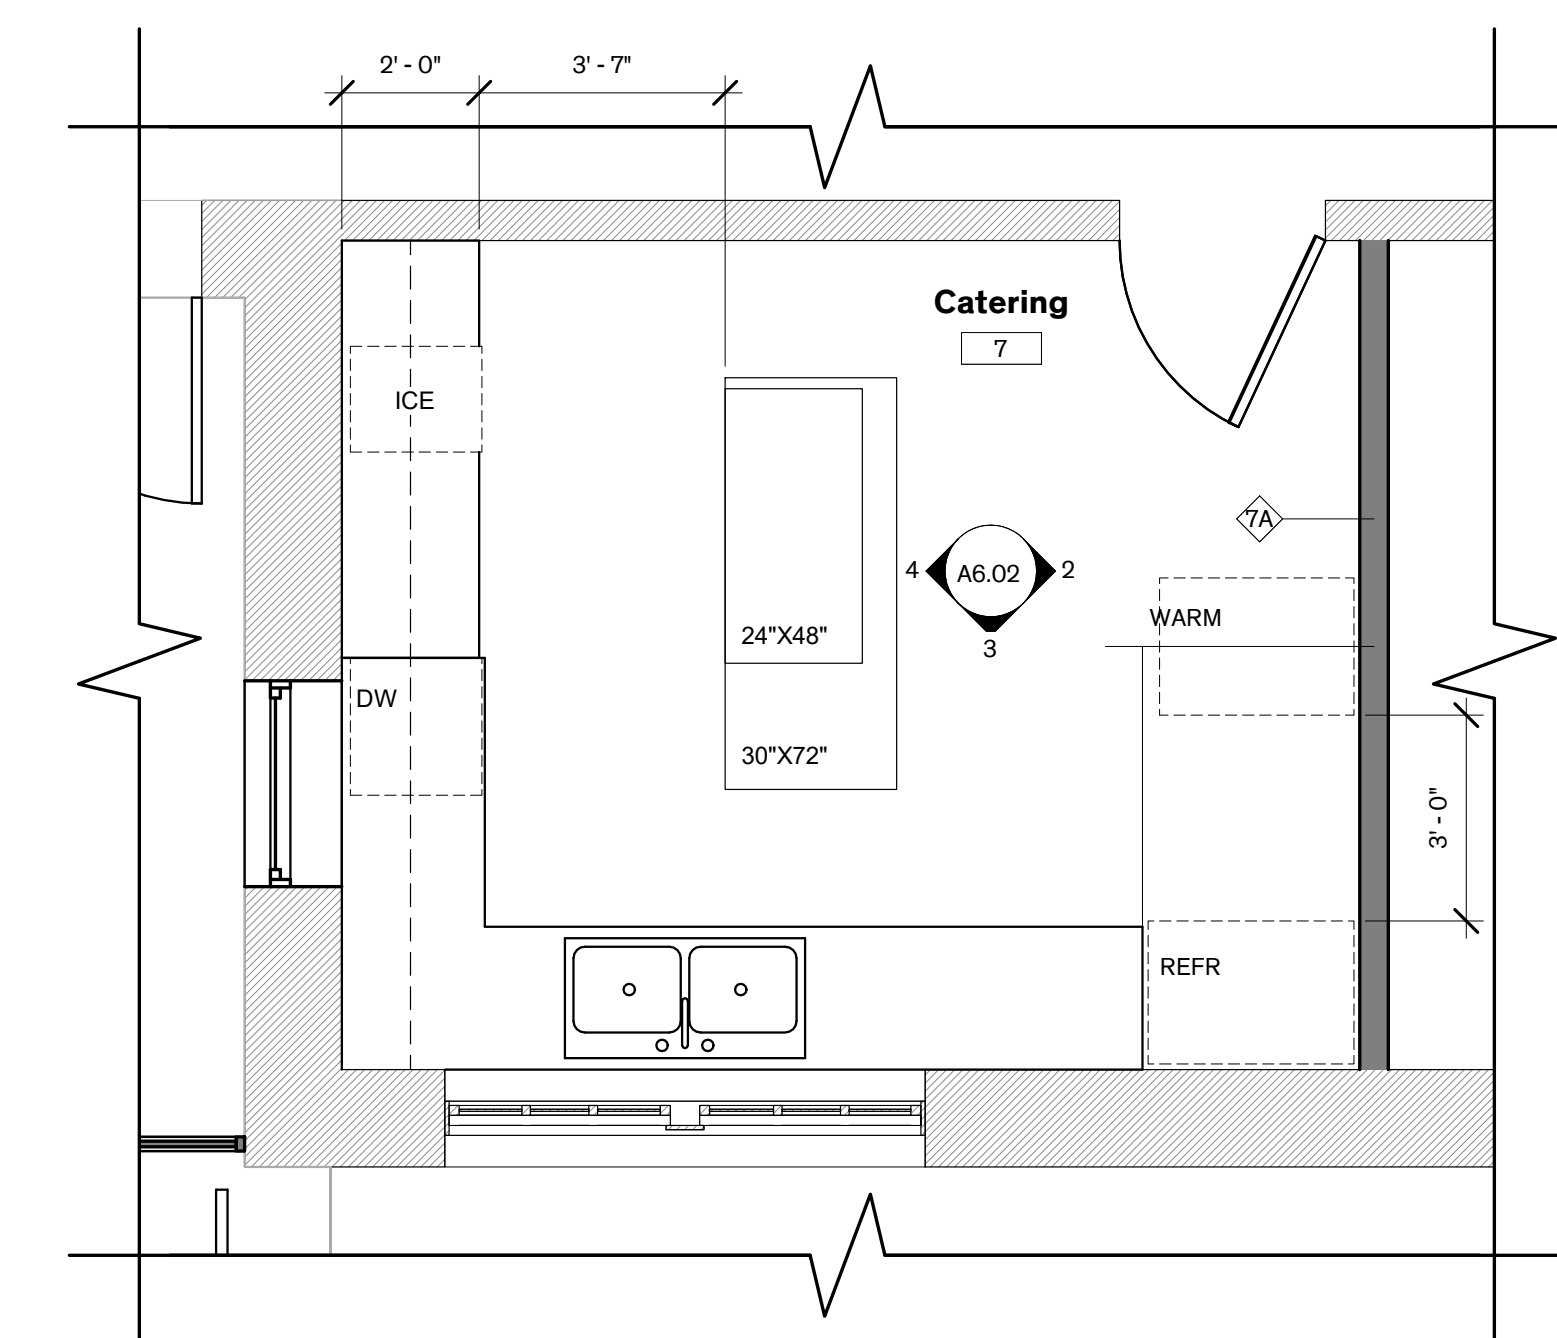 2' - 0"
3' - 7"
Catering
7
ICE
7A
4
A6.02
2
3
WARM
24"X48"
DW
30"X72"
3' - 0"
REFR